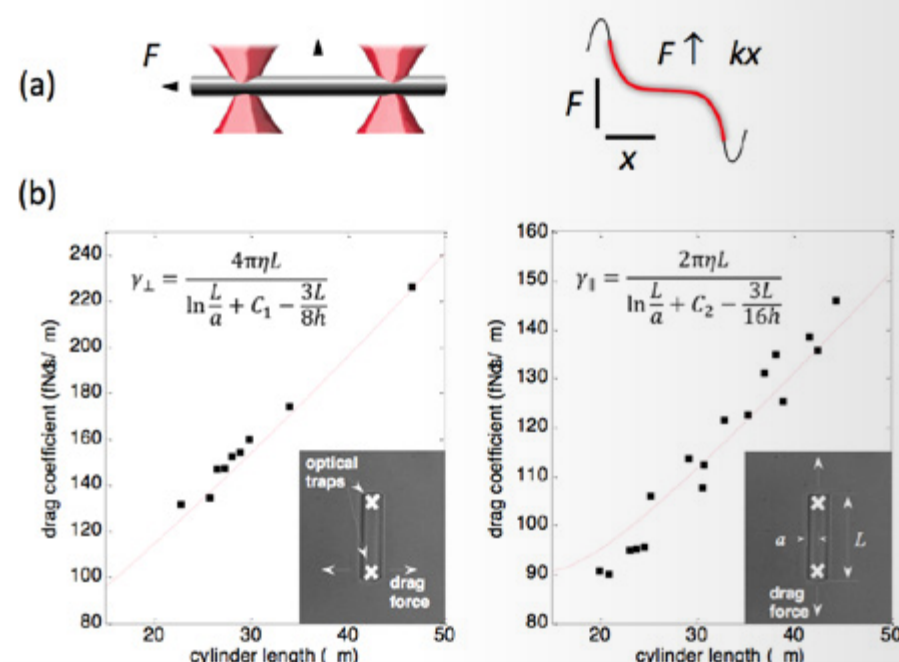 (a)
F
F ↑ kx
F
x
(b)
drag coefficient (fNds/ m)
240
220
200
180
160
140
120
100
80
γ⊥ = 4πηL / (ln L/a + C₁ − 3L/8h)
optical
traps
drag
force
20
30
40
50
cylinder length ( m)
drag coefficient (fNds/ m)
160
150
140
130
120
110
100
90
80
γ∥ = 2πηL / (ln L/a + C₂ − 3L/16h)
a
L
drag
force
20
30
40
50
cylinder length ( m)